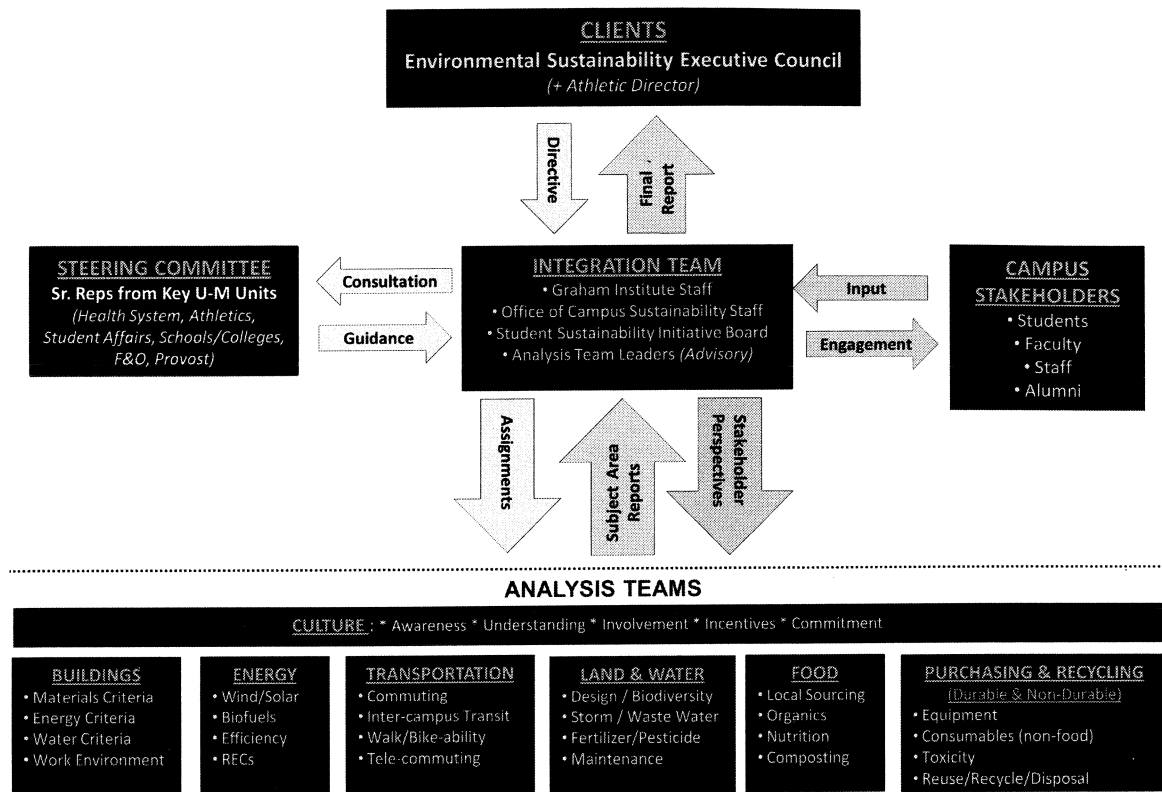 CLIENTS
Environmental Sustainability Executive Council
(+ Athletic Director)
Directive
Final
Report
STEERING COMMITTEE
Sr. Reps from Key U-M Units
(Health System, Athletics,
Student Affairs, Schools/Colleges,
F&O, Provost)
Consultation
Guidance
INTEGRATION TEAM
• Graham Institute Staff
• Office of Campus Sustainability Staff
• Student Sustainability Initiative Board
• Analysis Team Leaders (Advisory)
Input
Engagement
CAMPUS
STAKEHOLDERS
• Students
• Faculty
• Staff
• Alumni
Assignments
Subject Area
Reports
Stakeholder
Perspectives
ANALYSIS TEAMS
CULTURE : * Awareness * Understanding * Involvement * Incentives * Commitment
BUILDINGS
• Materials Criteria
• Energy Criteria
• Water Criteria
• Work Environment
ENERGY
• Wind/Solar
• Biofuels
• Efficiency
• RECs
TRANSPORTATION
• Commuting
• Inter-campus Transit
• Walk/Bike-ability
• Tele-commuting
LAND & WATER
• Design / Biodiversity
• Storm / Waste Water
• Fertilizer/Pesticide
• Maintenance
FOOD
• Local Sourcing
• Organics
• Nutrition
• Composting
PURCHASING & RECYCLING
(Durable & Non-Durable)
• Equipment
• Consumables (non-food)
• Toxicity
• Reuse/Recycle/Disposal